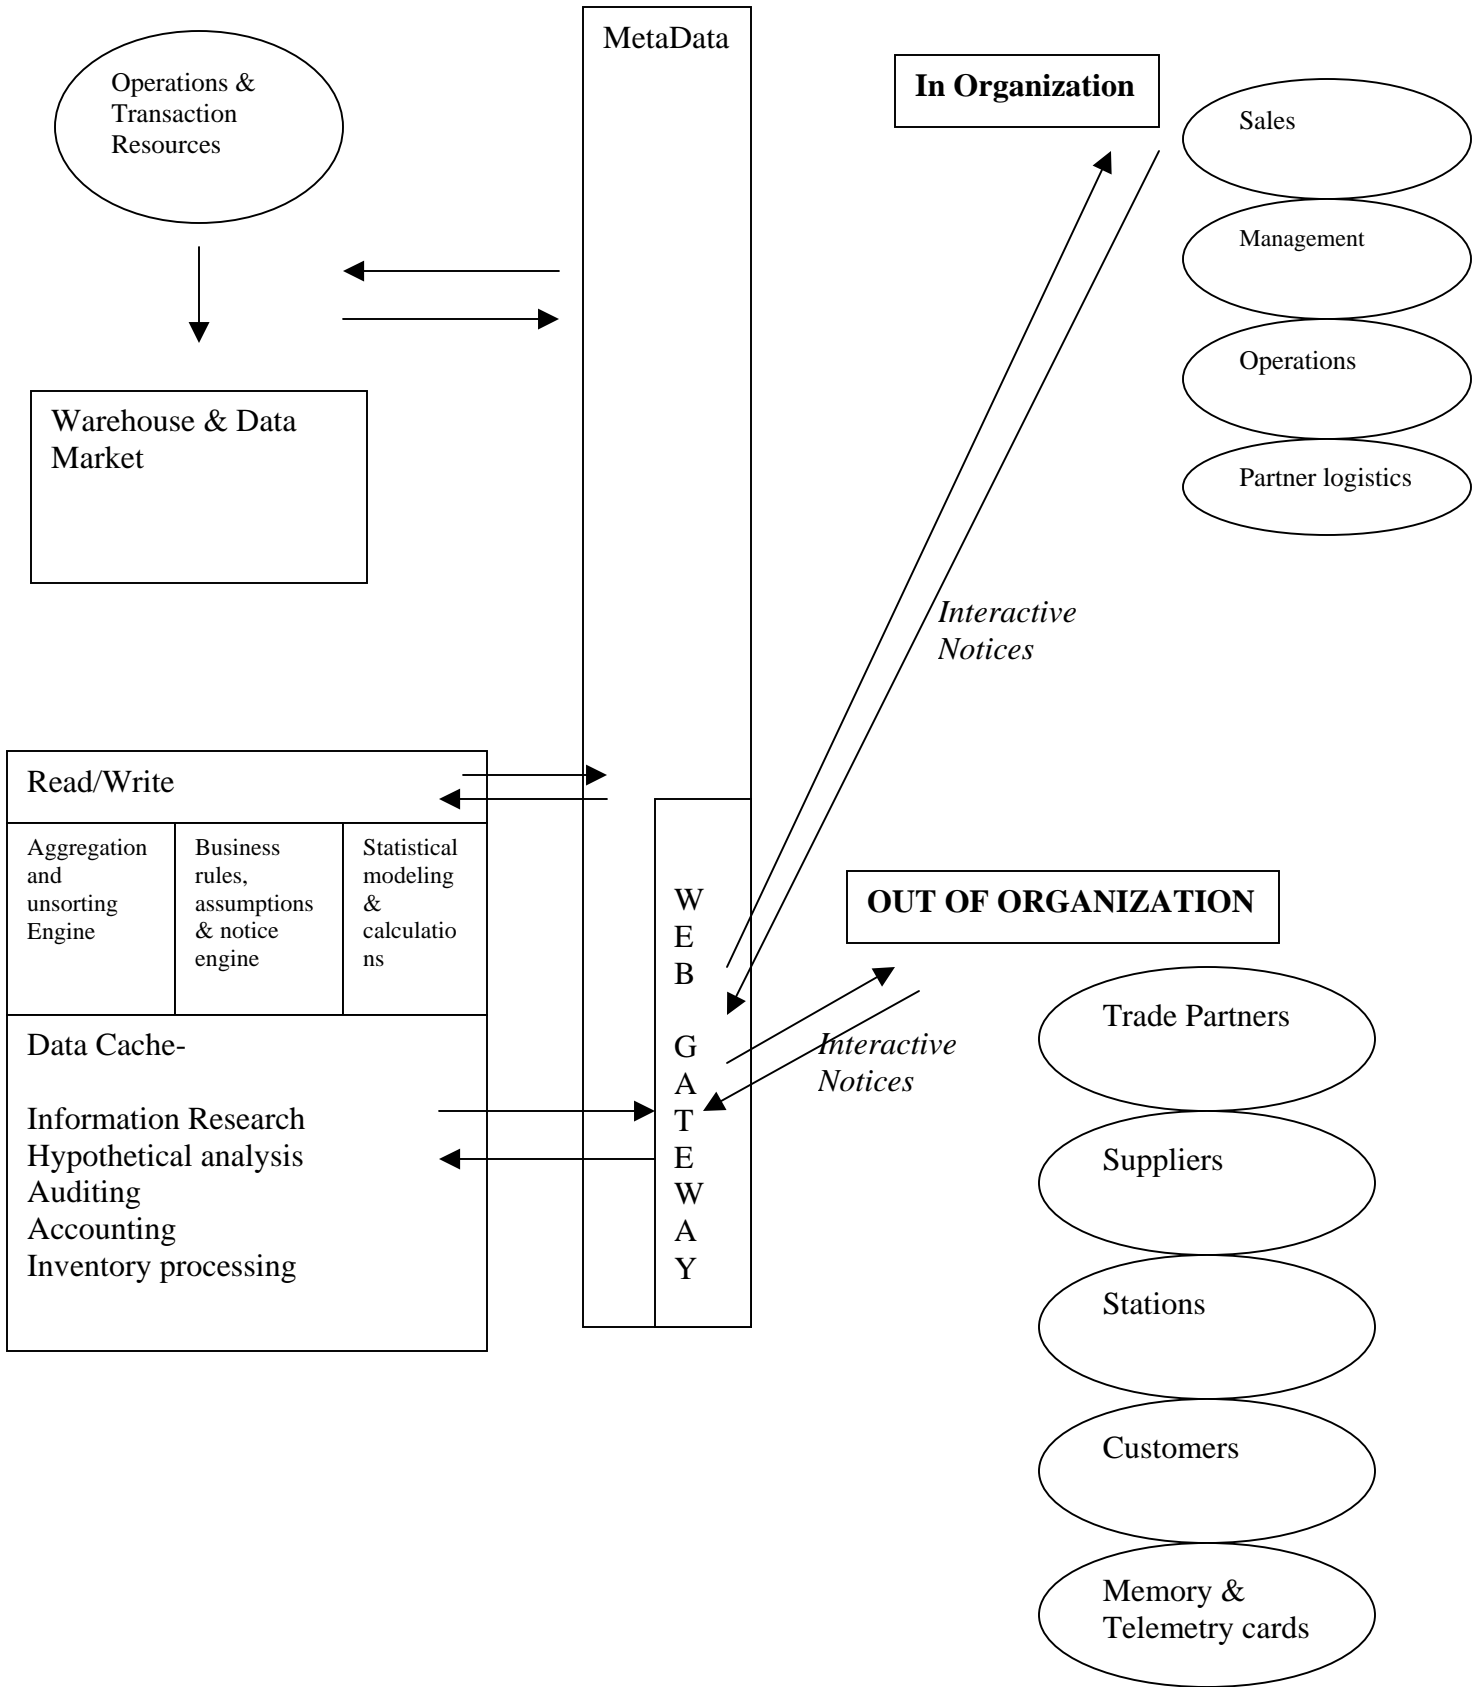 MetaData
Operations &
Transaction
Resources
Warehouse & Data
Market
In Organization
Sales
Management
Operations
Partner logistics
Interactive
Notices
Read/Write
Aggregation
and
unsorting
Engine
Business
rules,
assumptions
& notice
engine
Statistical
modeling
&
calculatio
ns
Data Cache-
Information Research
Hypothetical analysis
Auditing
Accounting
Inventory processing
W
E
B
G
A
T
E
W
A
Y
OUT OF ORGANIZATION
Interactive
Notices
Trade Partners
Suppliers
Stations
Customers
Memory &
Telemetry cards